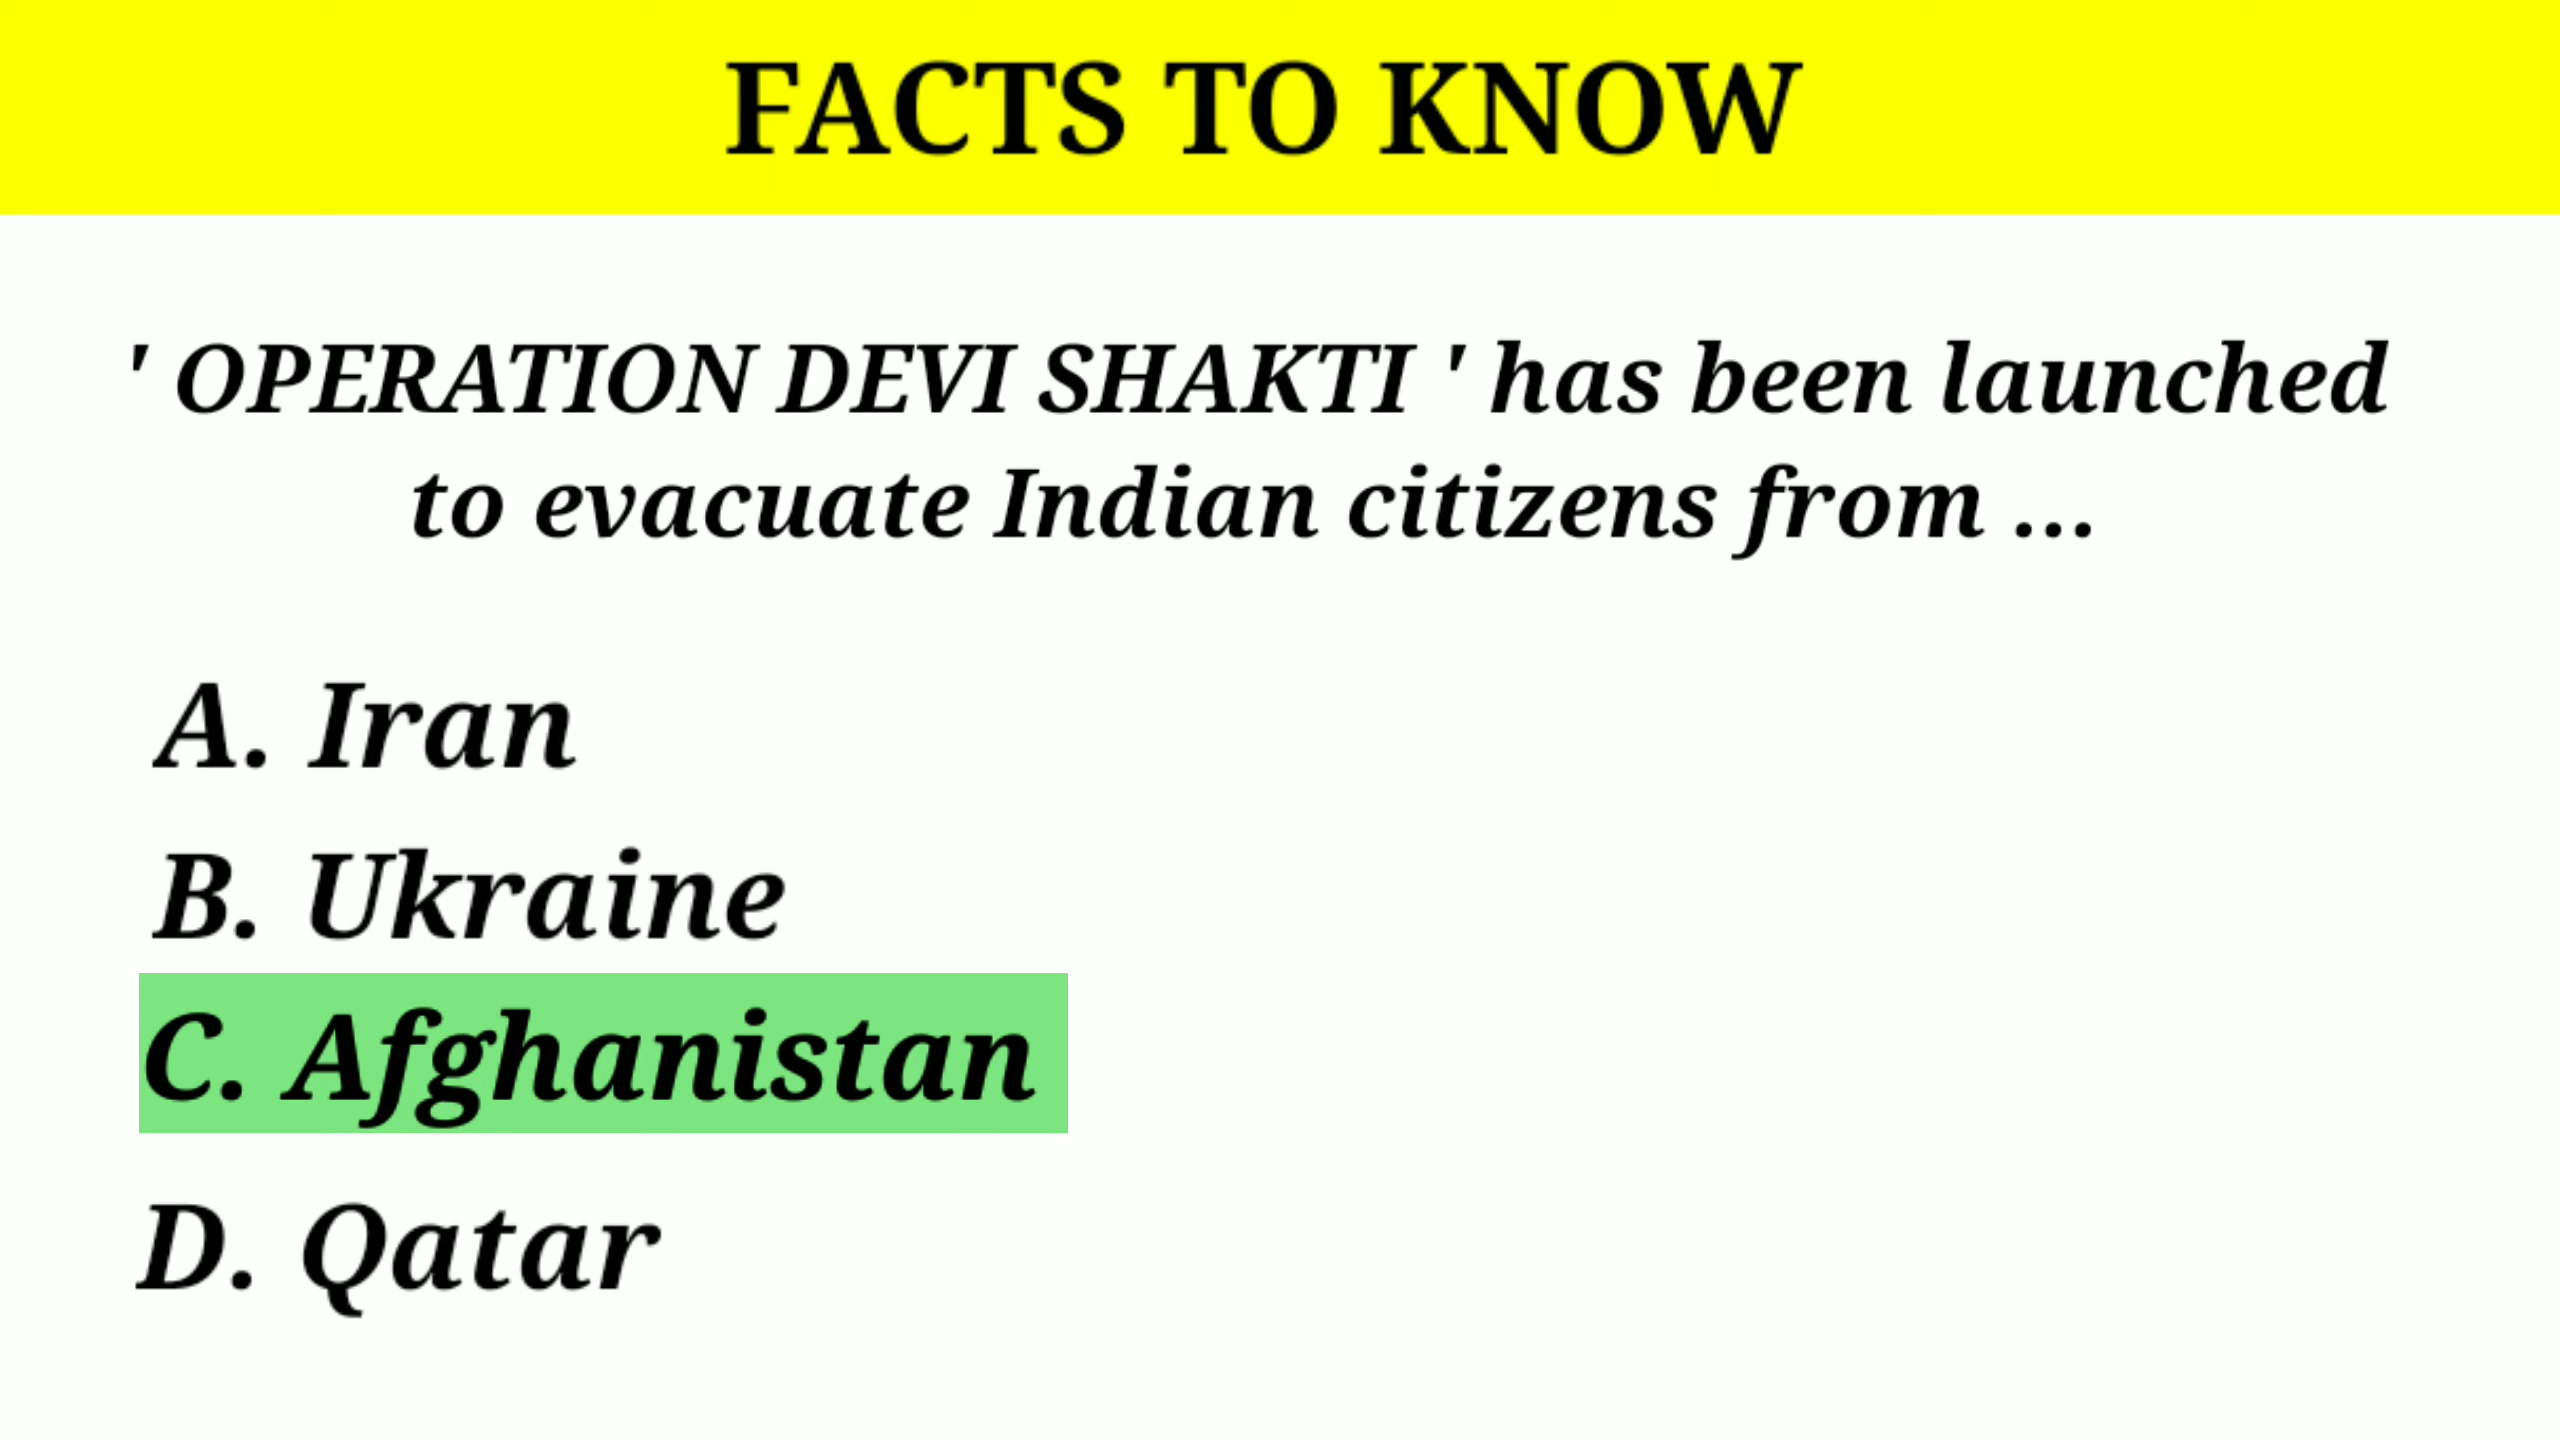 FACTS TO KNOW
' OPERATION DEVI SHAKTI ' has been launched
to evacuate Indian citizens from ...
A. Iran
B. Ukraine
C. Afghanistan
D. Qatar